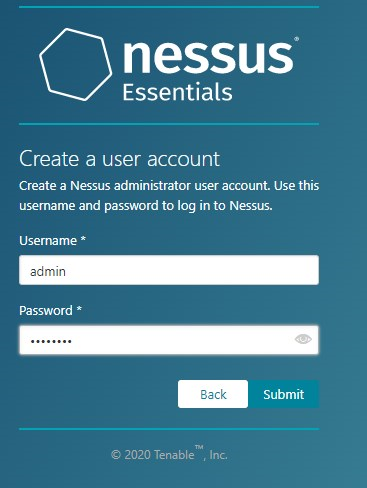 nessus®
Essentials
Create a user account
Create a Nessus administrator user account. Use this
username and password to log in to Nessus.
Username *
admin
Password *
••••••••
Back Submit
© 2020 Tenable™, Inc.